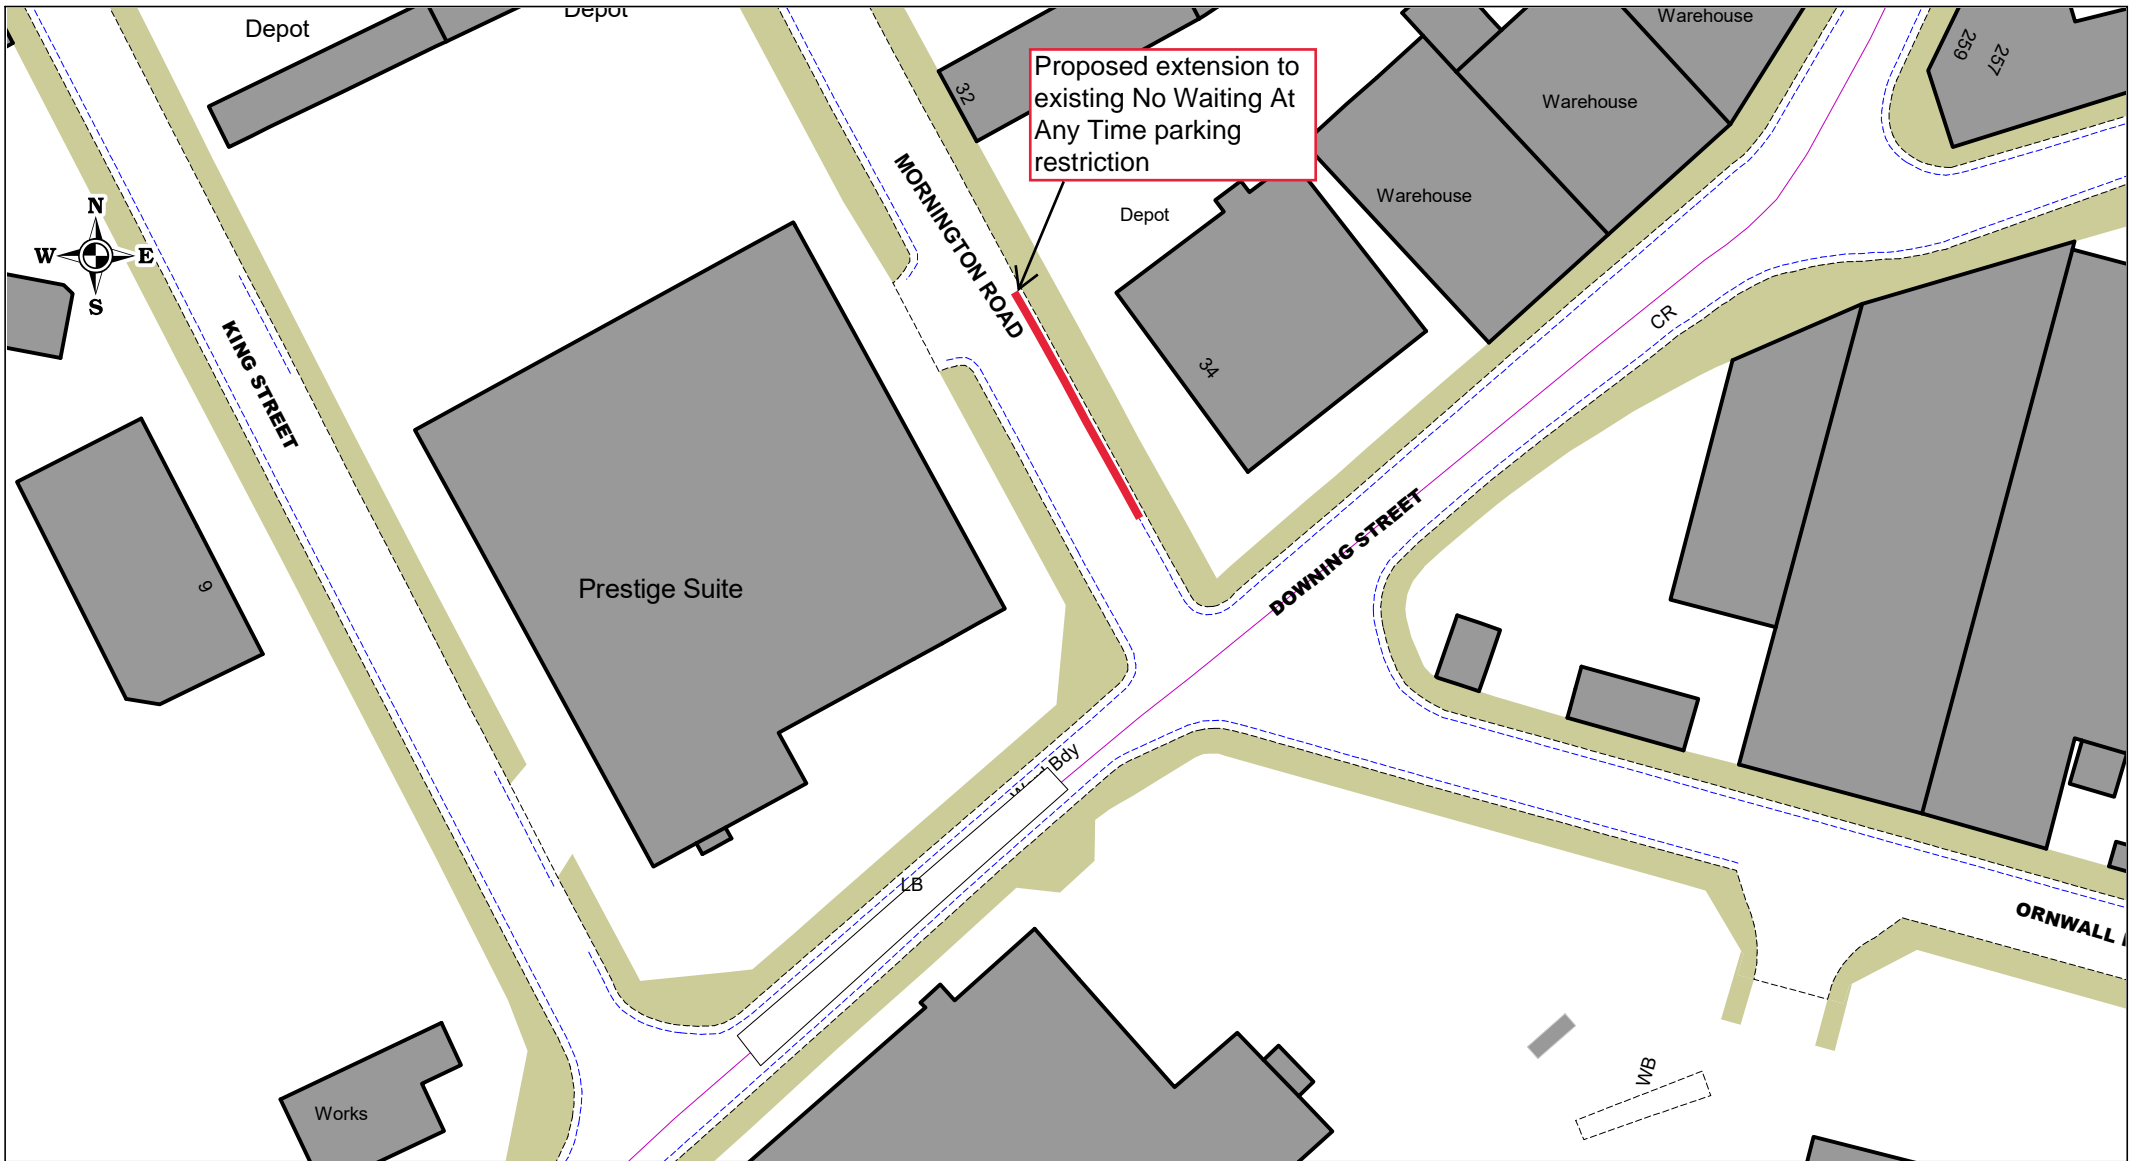 Depot
Depot
Warehouse
259
257
32
Proposed extension to
existing No Waiting At
Any Time parking
restriction
Warehouse
Warehouse
MORNINGTON ROAD
Depot
N
W
E
S
KING STREET
CR
34
DOWNING STREET
9
Prestige Suite
Bdy
LB
ORNWALL
WB
Works